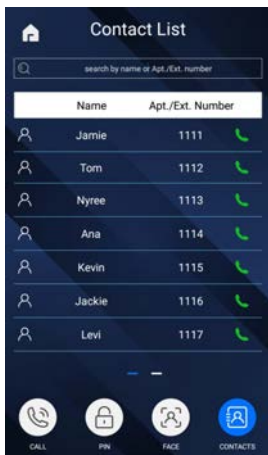 Contact List
search by name or Apt./Ext. number
Name Apt./Ext. Number
Jamie 1111
Tom 1112
Nyree 1113
Ana 1114
Kevin 1115
Jackie 1116
Levi 1117
CALL PIN FACE CONTACTS